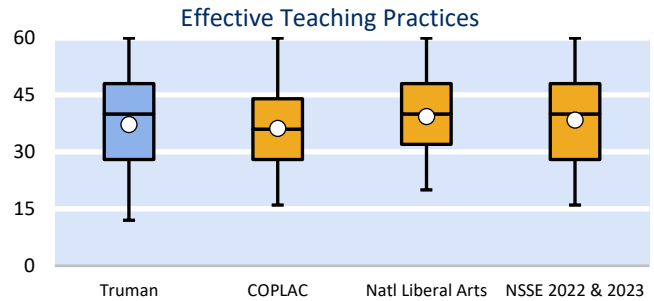 Effective Teaching Practices
60
45
30
15
0
Truman COPLAC Natl Liberal Arts NSSE 2022 & 2023